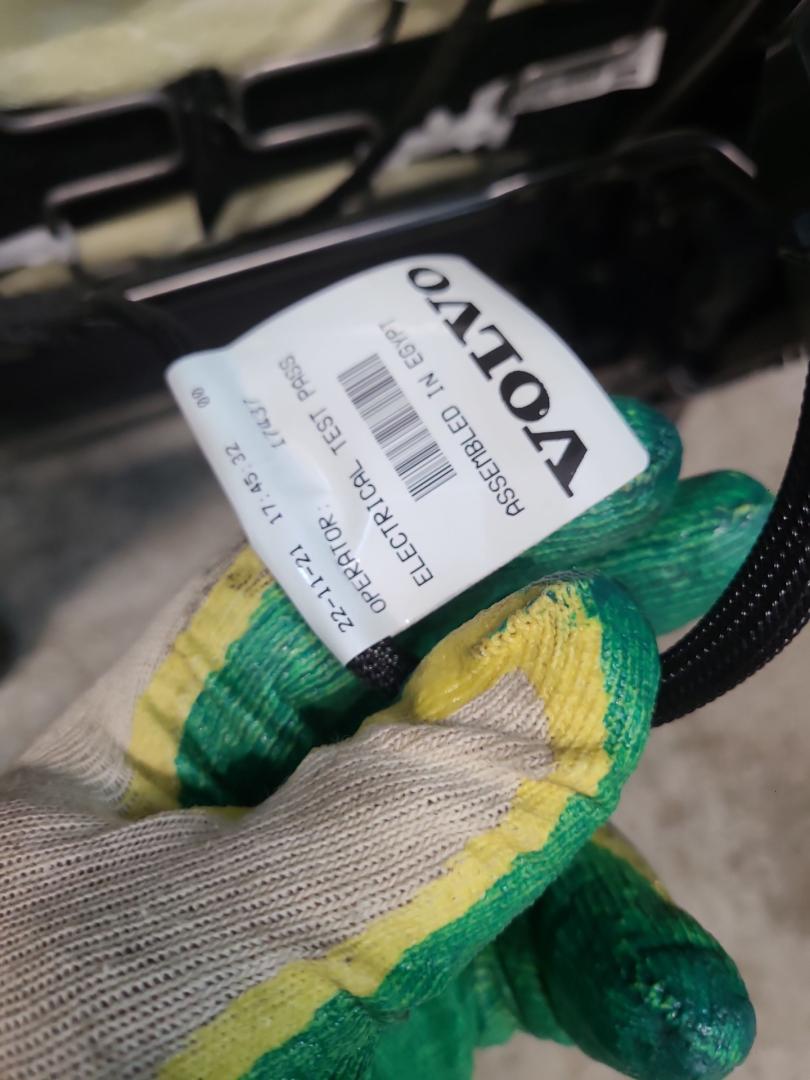 VOLVO
ASSEMBLED IN EGYPT
ELECTRICAL TEST PASS
OPERATOR: 17437
22-11-21 17:45:32 00